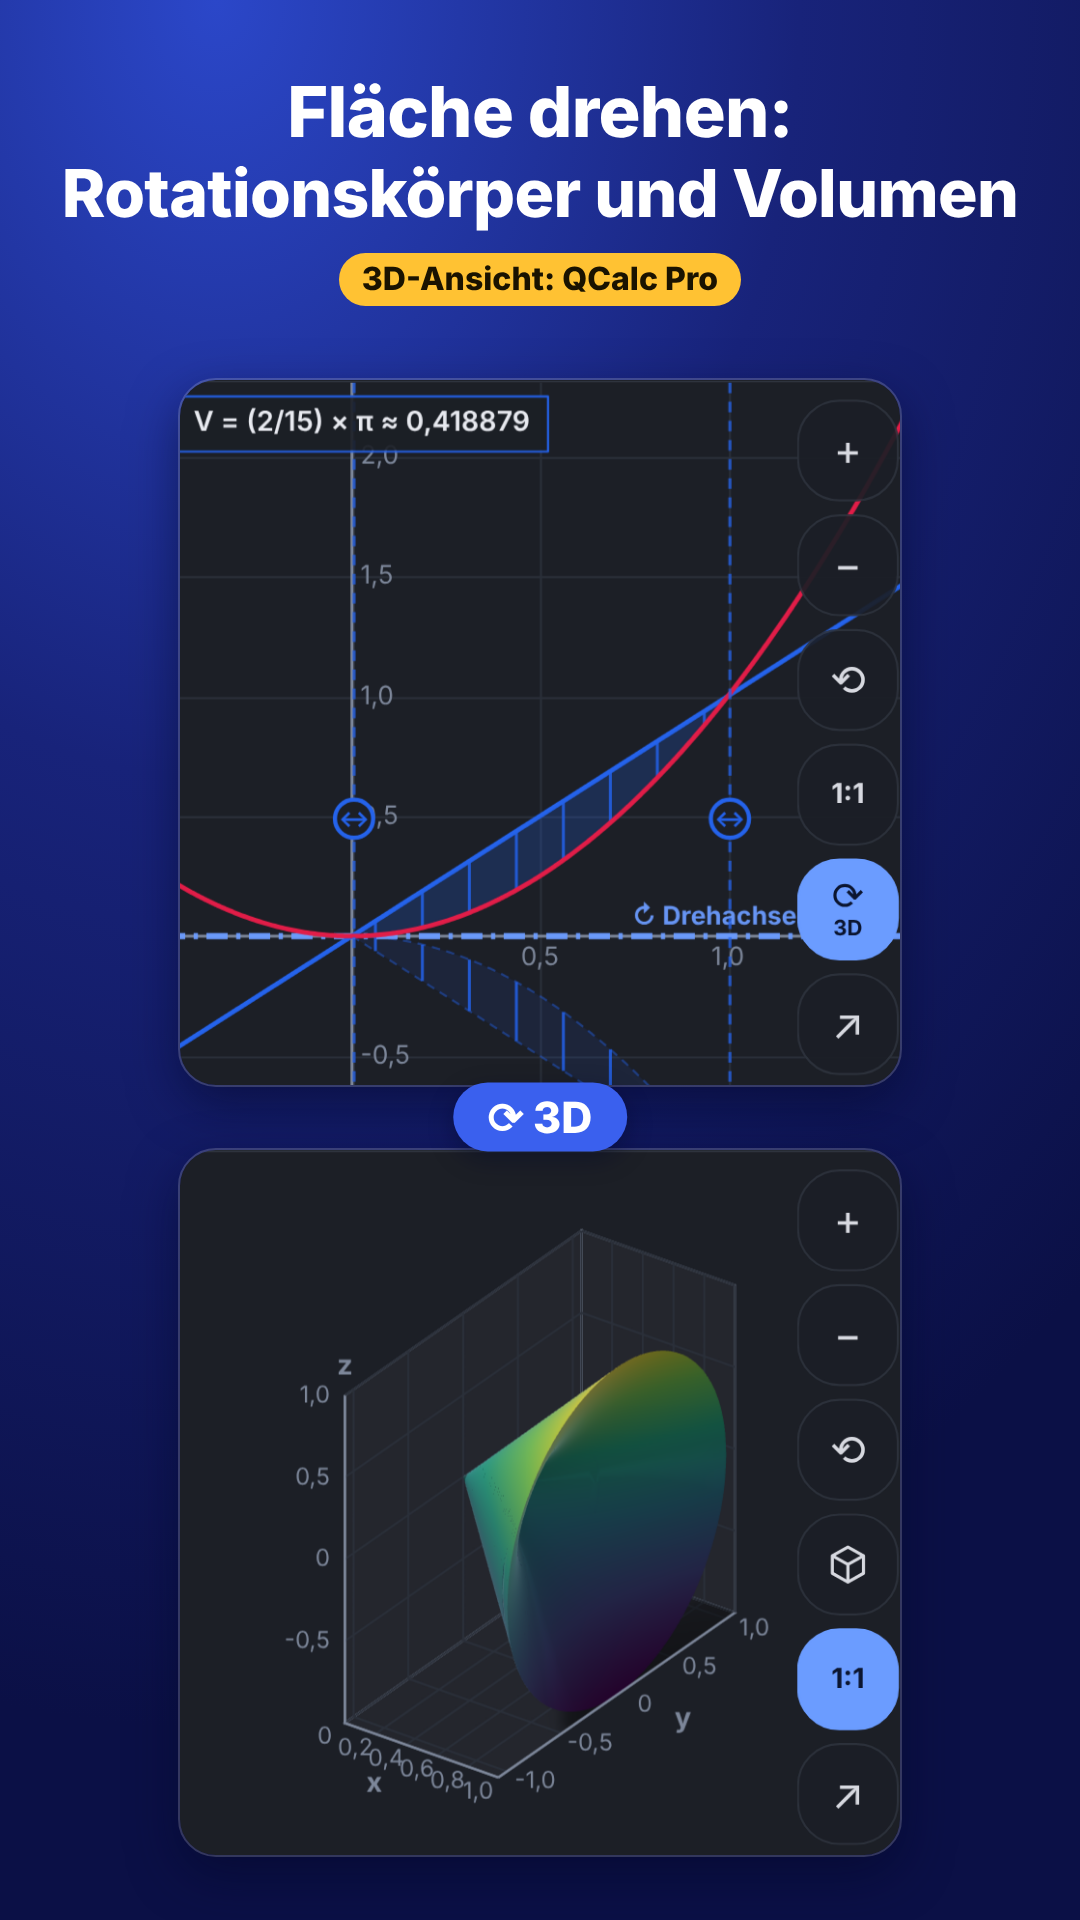 Fläche drehen:
Rotationskörper und Volumen
3D-Ansicht: QCalc Pro
V = (2/15) × π ≈ 0,418879
2,0
1,5
1,0
,5
Drehachse
0,5
1,0
-0,5
+
−
1:1
3D
3D
z
1,0
0,5
0
-0,5
0
0,2
0,4
0,6
0,8
1,0
x
-1,0
-0,5
0
0,5
1,0
y
+
−
1:1